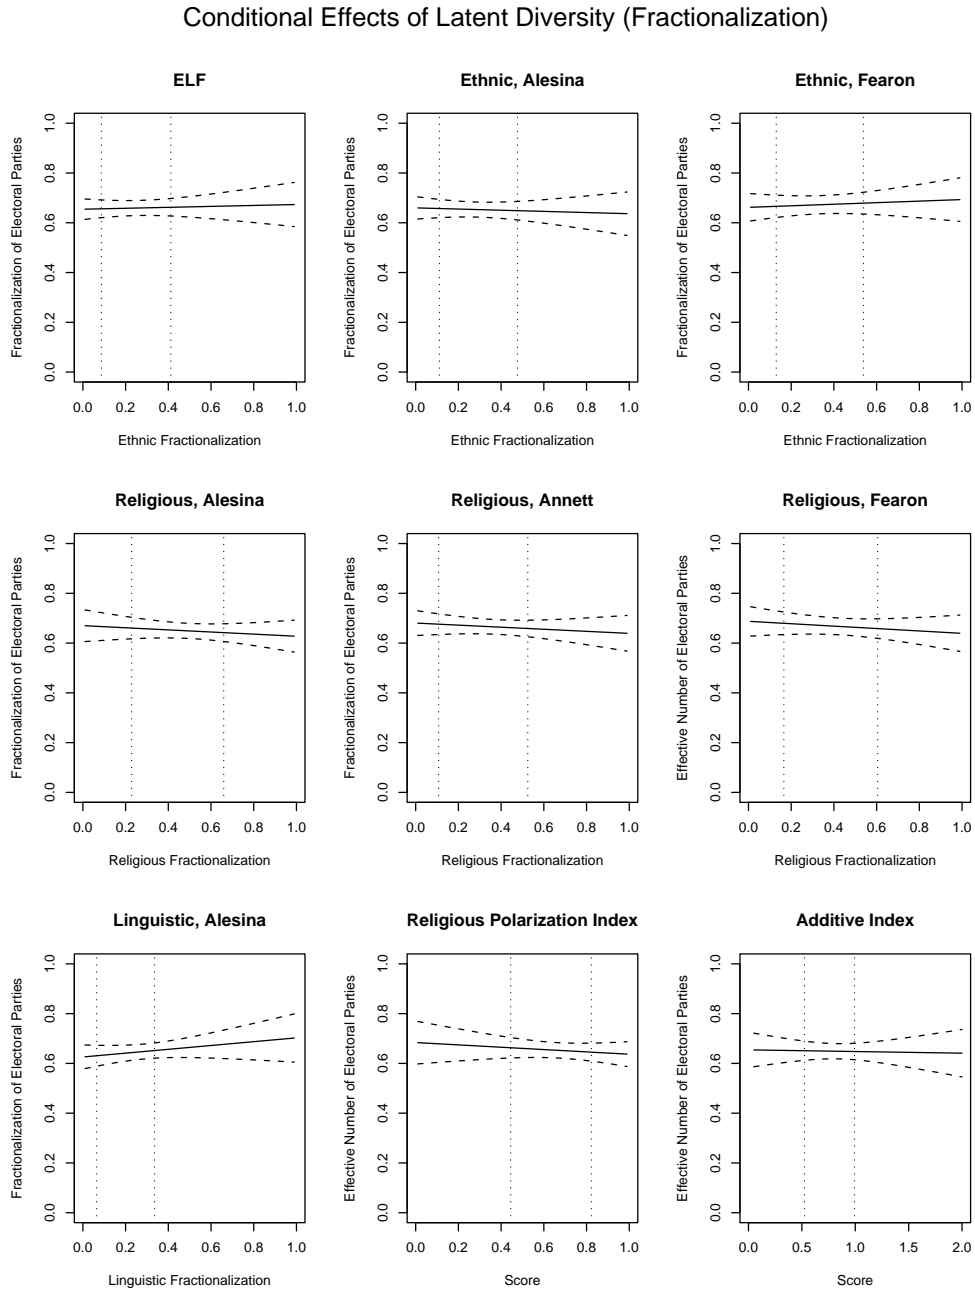 Conditional Effects of Latent Diversity (Fractionalization)
ELF
Fractionalization of Electoral Parties
0.0 0.2 0.4 0.6 0.8 1.0
0.0 0.2 0.4 0.6 0.8 1.0
Ethnic Fractionalization
Ethnic, Alesina
Fractionalization of Electoral Parties
0.0 0.2 0.4 0.6 0.8 1.0
0.0 0.2 0.4 0.6 0.8 1.0
Ethnic Fractionalization
Ethnic, Fearon
Fractionalization of Electoral Parties
0.0 0.2 0.4 0.6 0.8 1.0
0.0 0.2 0.4 0.6 0.8 1.0
Ethnic Fractionalization
Religious, Alesina
Fractionalization of Electoral Parties
0.0 0.2 0.4 0.6 0.8 1.0
0.0 0.2 0.4 0.6 0.8 1.0
Religious Fractionalization
Religious, Annett
Fractionalization of Electoral Parties
0.0 0.2 0.4 0.6 0.8 1.0
0.0 0.2 0.4 0.6 0.8 1.0
Religious Fractionalization
Religious, Fearon
Effective Number of Electoral Parties
0.0 0.2 0.4 0.6 0.8 1.0
0.0 0.2 0.4 0.6 0.8 1.0
Religious Fractionalization
Linguistic, Alesina
Fractionalization of Electoral Parties
0.0 0.2 0.4 0.6 0.8 1.0
0.0 0.2 0.4 0.6 0.8 1.0
Linguistic Fractionalization
Religious Polarization Index
Effective Number of Electoral Parties
0.0 0.2 0.4 0.6 0.8 1.0
0.0 0.2 0.4 0.6 0.8 1.0
Score
Additive Index
Effective Number of Electoral Parties
0.0 0.2 0.4 0.6 0.8 1.0
0.0 0.5 1.0 1.5 2.0
Score